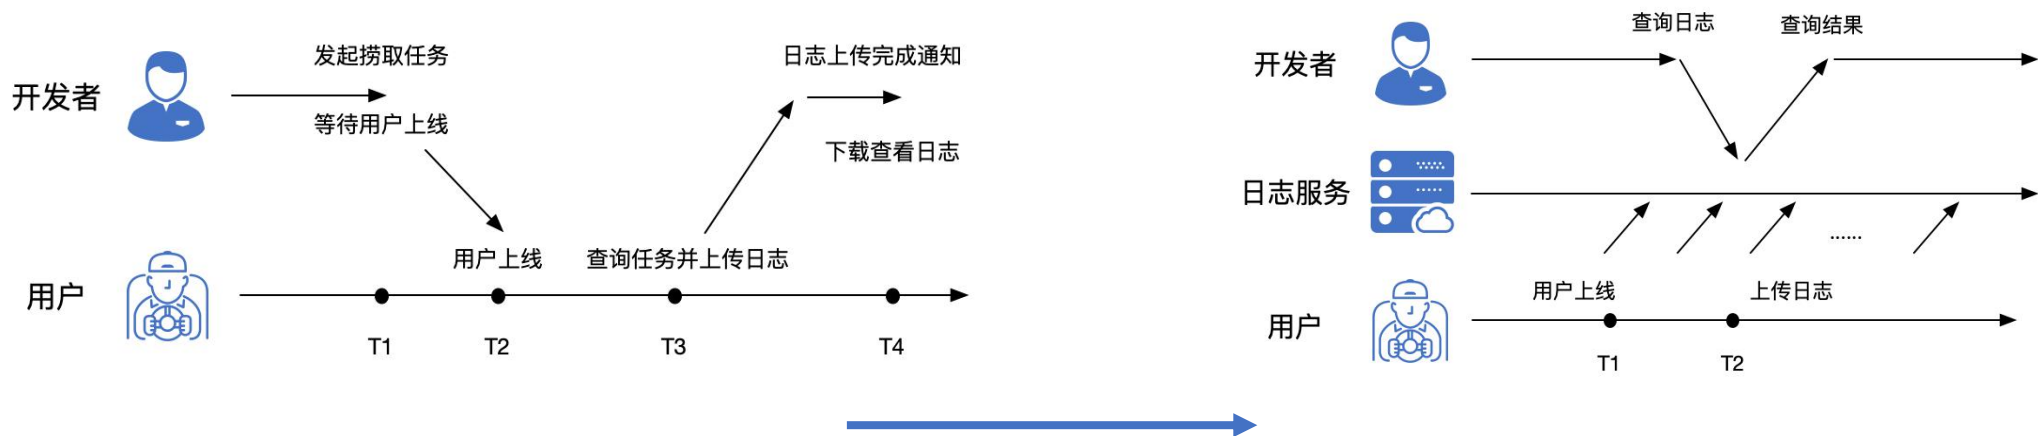 发起捞取任务
日志上传完成通知
开发者
等待用户上线
下载查看日志
用户上线
查询任务并上传日志
用户
T1
T2
T3
T4
查询日志
查询结果
开发者
日志服务
......
用户上线
上传日志
用户
T1
T2